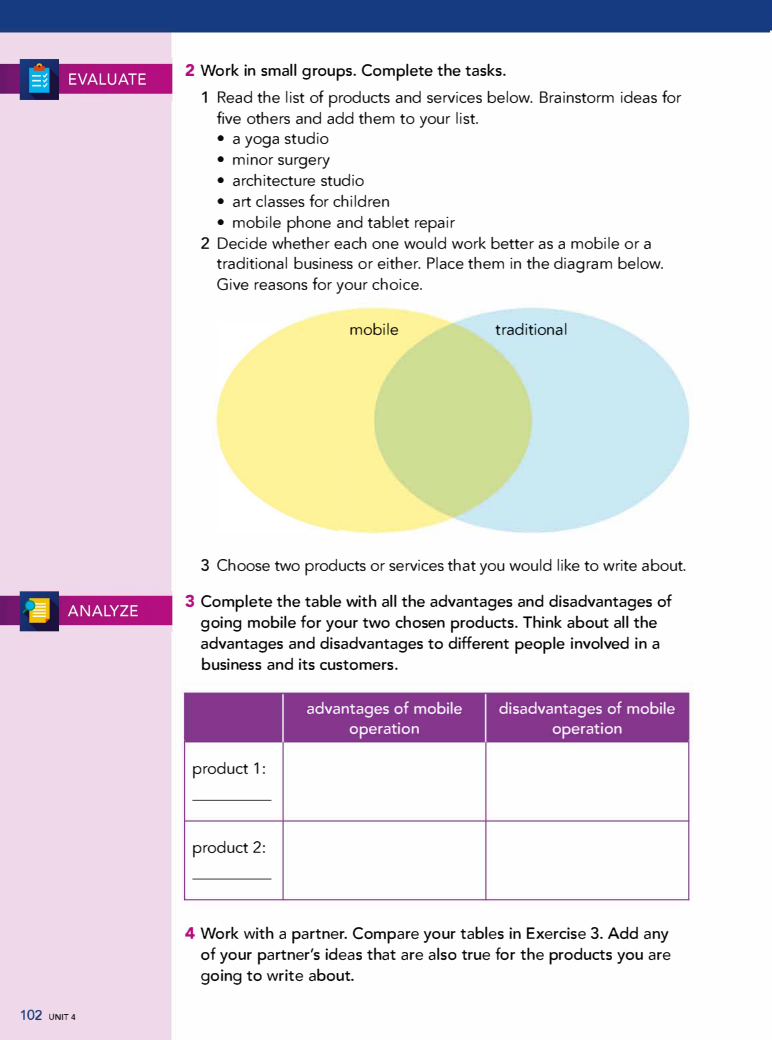 EVALUATE
2 Work in small groups. Complete the tasks.
1 Read the list of products and services below. Brainstorm ideas for
five others and add them to your list.
• a yoga studio
• minor surgery
• architecture studio
• art classes for children
• mobile phone and tablet repair
2 Decide whether each one would work better as a mobile or a
traditional business or either. Place them in the diagram below.
Give reasons for your choice.
mobile
traditional
3 Choose two products or services that you would like to write about.
ANALYZE
3 Complete the table with all the advantages and disadvantages of
going mobile for your two chosen products. Think about all the
advantages and disadvantages to different people involved in a
business and its customers.
advantages of mobile
operation
disadvantages of mobile
operation
product 1:
product 2:
4 Work with a partner. Compare your tables in Exercise 3. Add any
of your partner's ideas that are also true for the products you are
going to write about.
102 UNIT 4